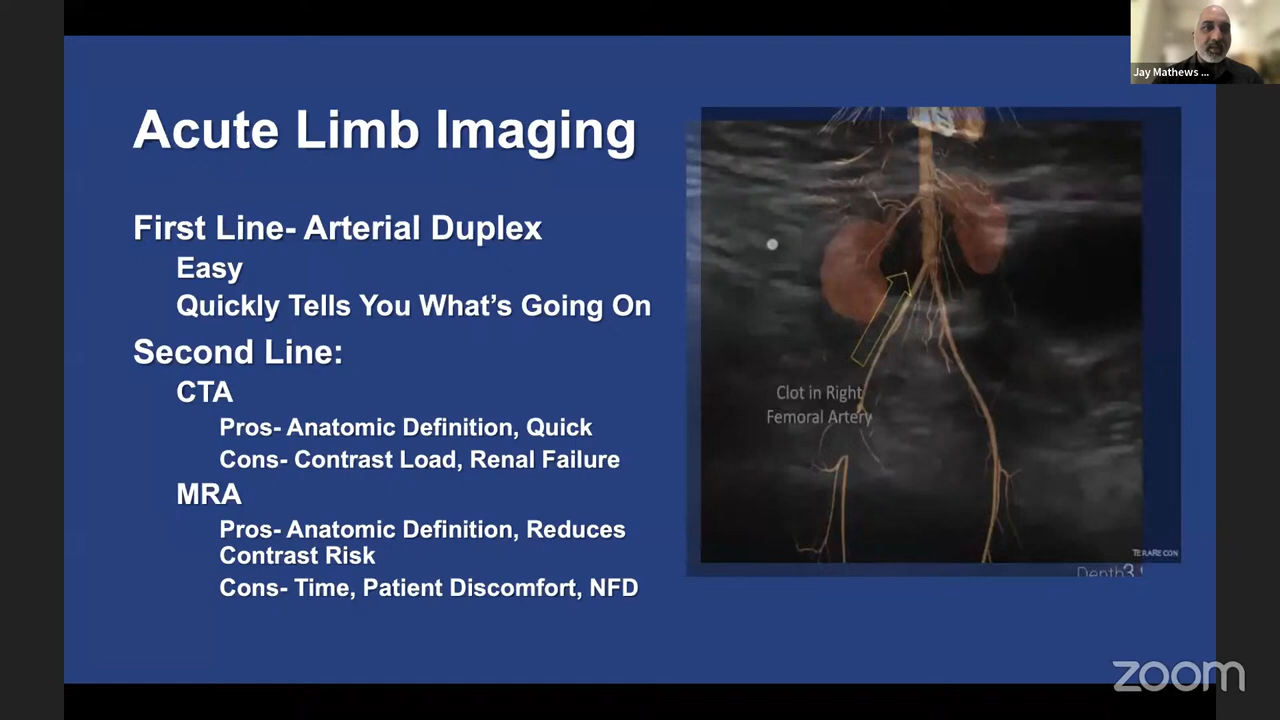 Jay Mathews ...
Acute Limb Imaging
First Line- Arterial Duplex
Easy
Quickly Tells You What’s Going On
Second Line:
CTA
Pros- Anatomic Definition, Quick
Cons- Contrast Load, Renal Failure
MRA
Pros- Anatomic Definition, Reduces
Contrast Risk
Cons- Time, Patient Discomfort, NFD
Clot in Right
Femoral Artery
TERARECON
Depth3.
zoom